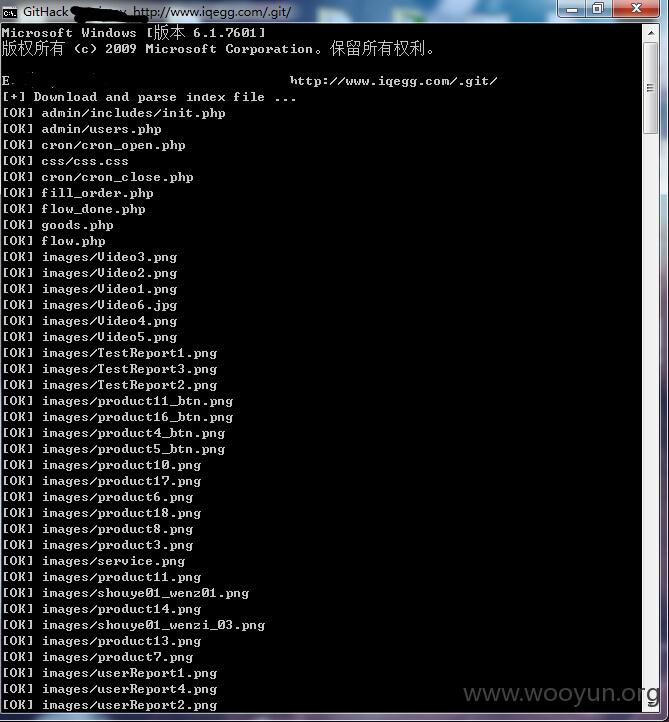 GitHack http://www.iqegg.com/.git/
Microsoft Windows [版本 6.1.7601]
版权所有 (c) 2009 Microsoft Corporation。保留所有权利。
E. http://www.iqegg.com/.git/
[+] Download and parse index file ...
[OK] admin/includes/init.php
[OK] admin/users.php
[OK] cron/cron_open.php
[OK] css/css.css
[OK] cron/cron_close.php
[OK] fill_order.php
[OK] flow_done.php
[OK] goods.php
[OK] flow.php
[OK] images/Video3.png
[OK] images/Video2.png
[OK] images/Video1.png
[OK] images/Video6.jpg
[OK] images/Video4.png
[OK] images/Video5.png
[OK] images/TestReport1.png
[OK] images/TestReport3.png
[OK] images/TestReport2.png
[OK] images/product11_btn.png
[OK] images/product16_btn.png
[OK] images/product4_btn.png
[OK] images/product5_btn.png
[OK] images/product10.png
[OK] images/product17.png
[OK] images/product6.png
[OK] images/product18.png
[OK] images/product8.png
[OK] images/product3.png
[OK] images/service.png
[OK] images/product11.png
[OK] images/shouye01_wenz01.png
[OK] images/product14.png
[OK] images/shouye01_wenzi_03.png
[OK] images/product13.png
[OK] images/product7.png
[OK] images/userReport1.png
[OK] images/userReport4.png
[OK] images/userReport2.png
www.wooyun.org